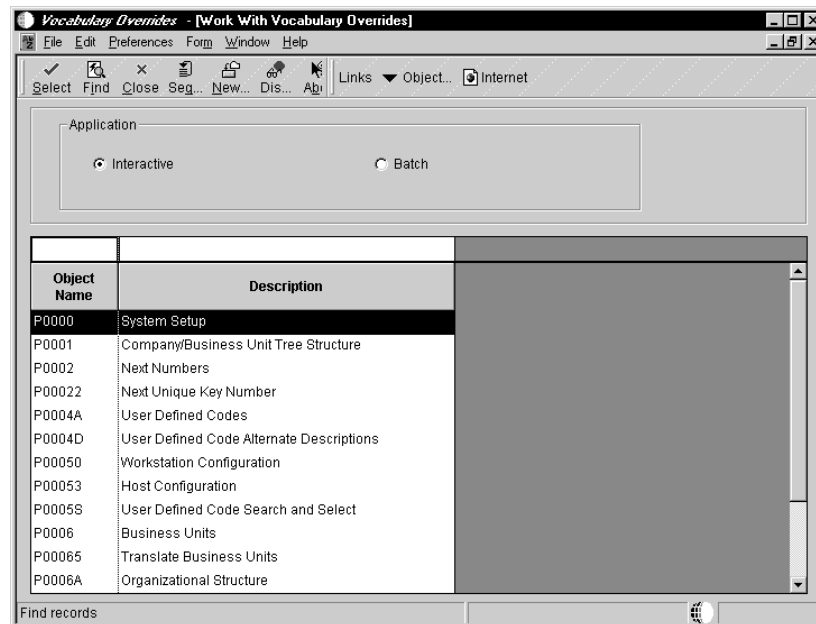 Vocabulary Overrides - [Work With Vocabulary Overrides]
File Edit Preferences Form Window Help
Select Find Close Seq... New... Dis... Abi Links Object... Internet
Application
Interactive Batch
Object Name Description
P0000 System Setup
P0001 Company/Business Unit Tree Structure
P0002 Next Numbers
P00022 Next Unique Key Number
P0004A User Defined Codes
P0004D User Defined Code Alternate Descriptions
P00050 Workstation Configuration
P00053 Host Configuration
P0005S User Defined Code Search and Select
P0006 Business Units
P00065 Translate Business Units
P0006A Organizational Structure
Find records